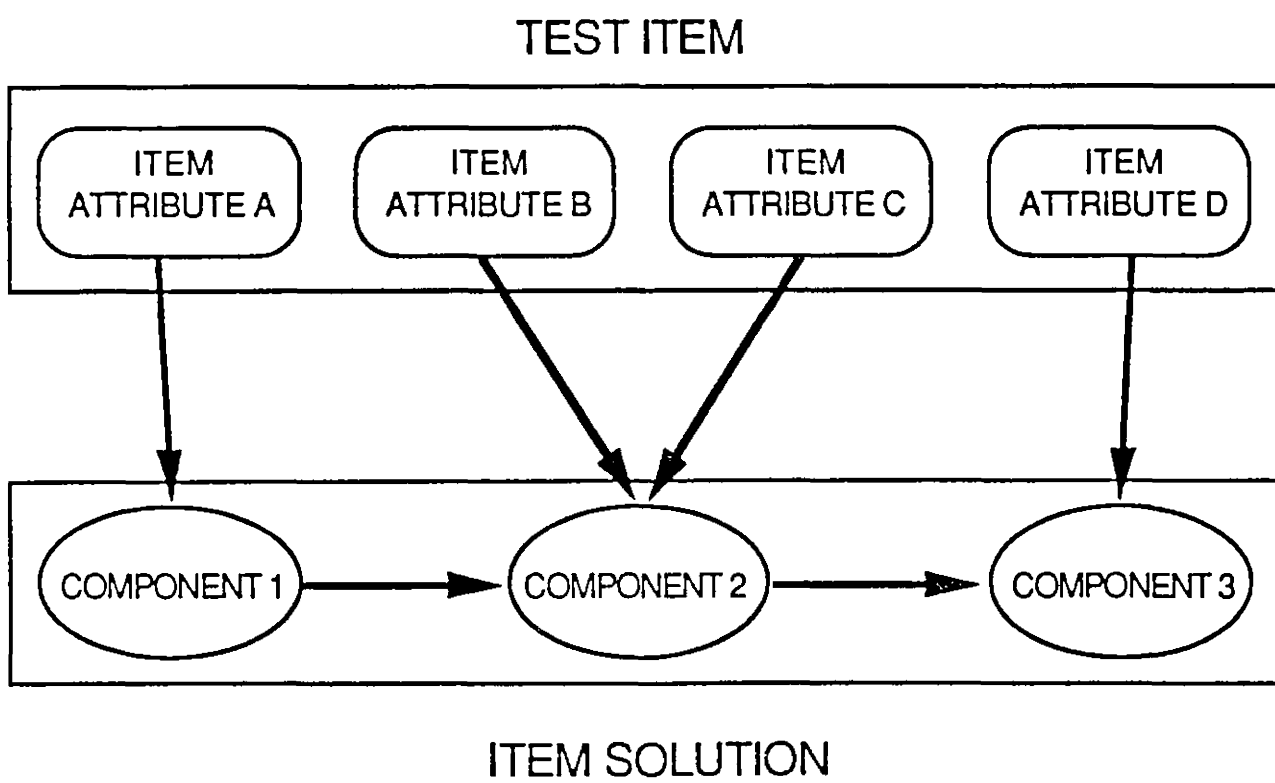 TEST ITEM
ITEM
ATTRIBUTE A
ITEM
ATTRIBUTE B
ITEM
ATTRIBUTE C
ITEM
ATTRIBUTE D
COMPONENT 1
COMPONENT 2
COMPONENT 3
ITEM SOLUTION